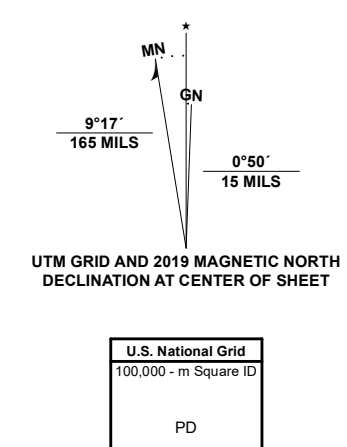 ★
MN
GN
9°17´
165 MILS
0°50´
15 MILS
UTM GRID AND 2019 MAGNETIC NORTH
DECLINATION AT CENTER OF SHEET
U.S. National Grid
100,000 - m Square ID
PD